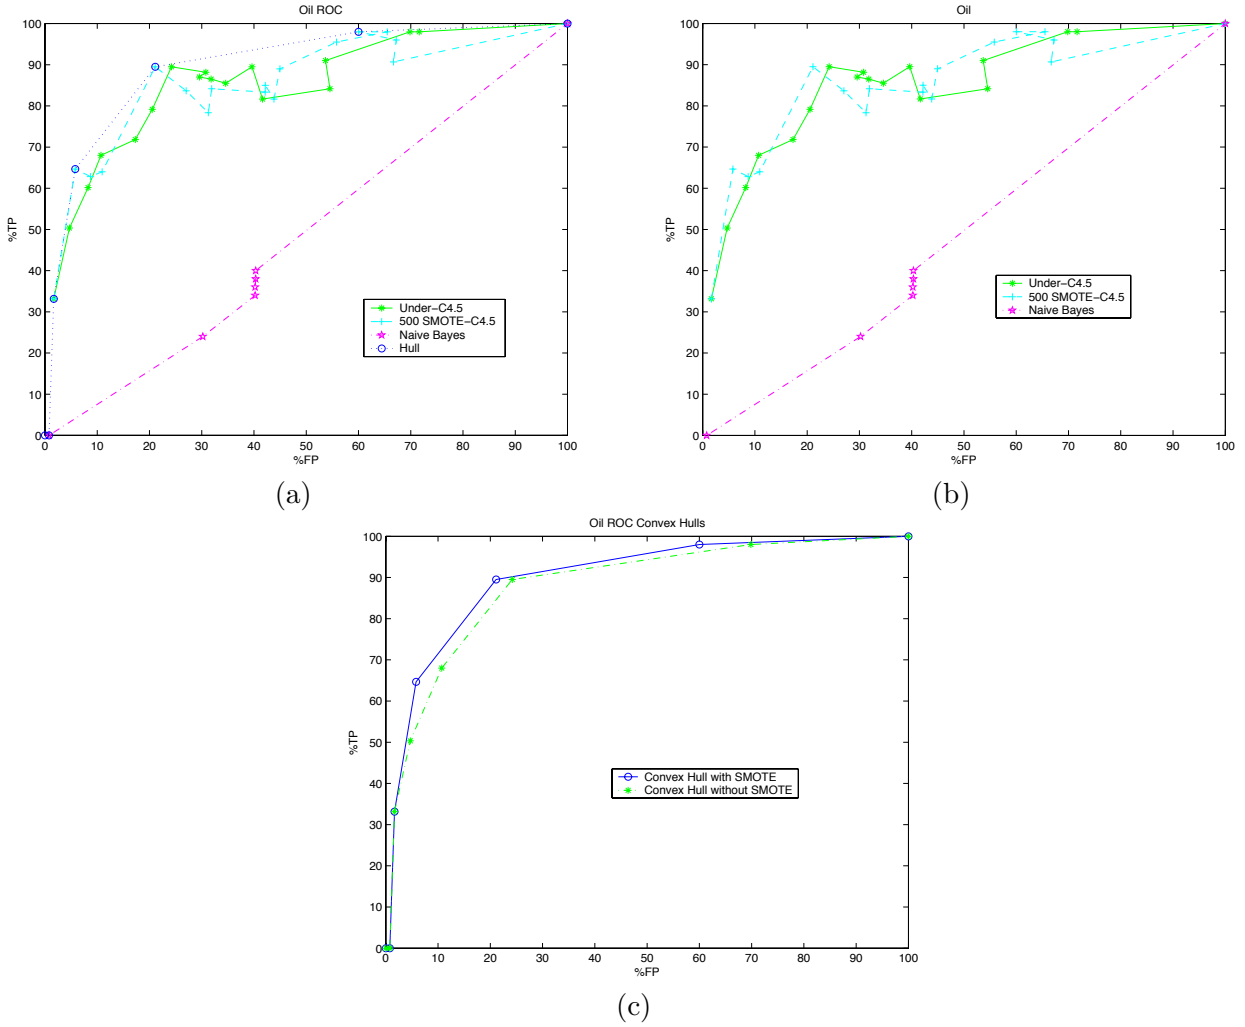 Oil ROC
100
90
80
70
60
50
40
30
20
10
0
%TP
0 10 20 30 40 50 60 70 80 90 100
%FP
Under−C4.5
500 SMOTE−C4.5
Naive Bayes
Hull
(a)
Oil
100
90
80
70
60
50
40
30
20
10
0
%TP
0 10 20 30 40 50 60 70 80 90 100
%FP
Under−C4.5
500 SMOTE−C4.5
Naive Bayes
(b)
Oil ROC Convex Hulls
100
90
80
70
60
50
40
30
20
10
0
%TP
0 10 20 30 40 50 60 70 80 90 100
%FP
Convex Hull with SMOTE
Convex Hull without SMOTE
(c)